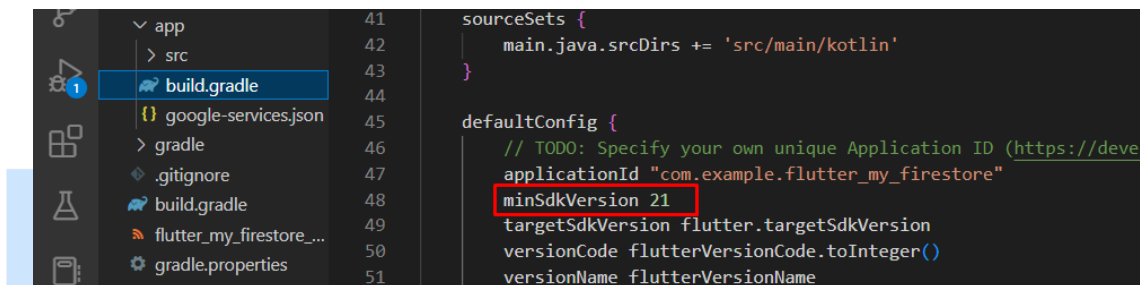 app
src
build.gradle
1
google-services.json
gradle
.gitignore
build.gradle
flutter_my_firestore_...
gradle.properties
41 sourceSets {
42 main.java.srcDirs += 'src/main/kotlin'
43 }
44
45 defaultConfig {
46 // TODO: Specify your own unique Application ID (https://deve
47 applicationId "com.example.flutter_my_firestore"
48 minSdkVersion 21
49 targetSdkVersion flutter.targetSdkVersion
50 versionCode flutterVersionCode.toInteger()
51 versionName flutterVersionName